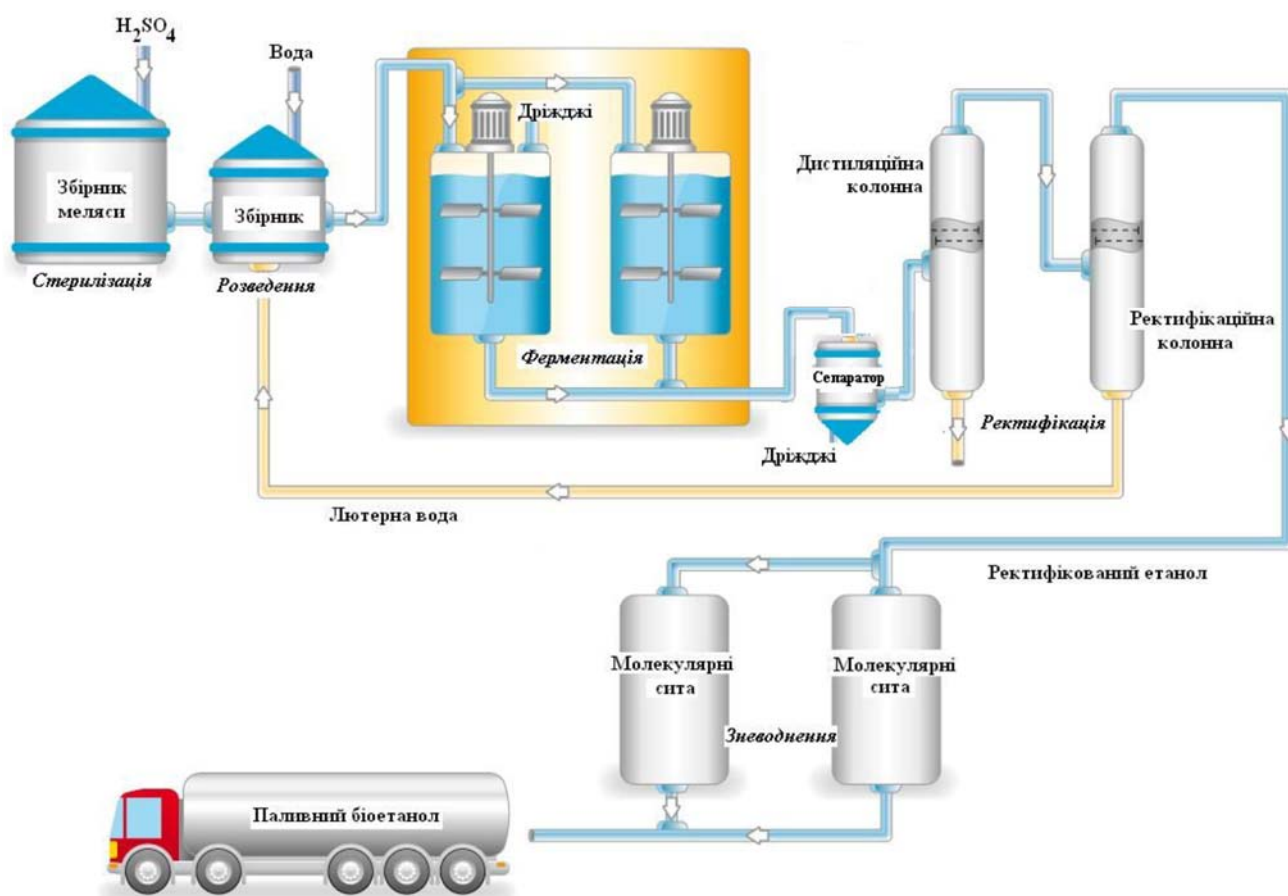 H2SO4
Вода
Збірник
меляси
Стерилізація
Збірник
Розведення
Дріжджі
Ферментація
Сепаратор
Дріжджі
Дистиляційна
колонна
Ректифікаційна
колонна
Ректифікація
Лютерна вода
Ректифікований етанол
Молекулярні
сита
Молекулярні
сита
Зневоднення
Паливний біоетанол